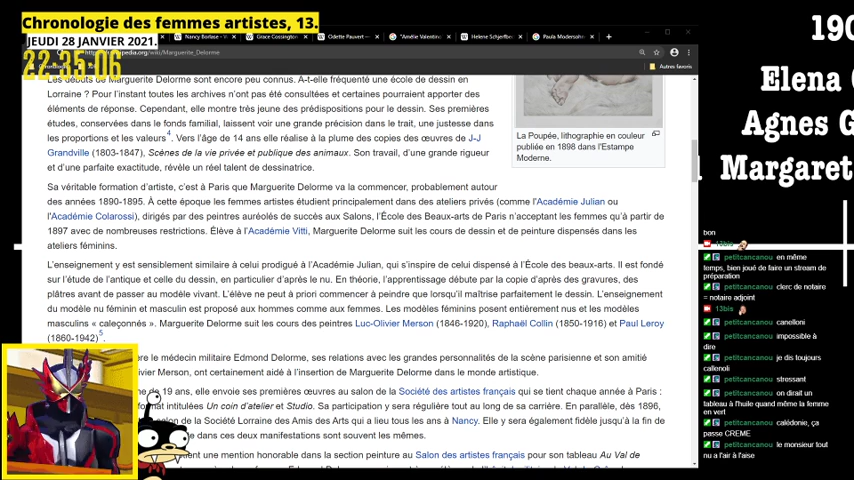 Chronologie des femmes artistes, 13.
JEUDI 28 JANVIER 2021.
22:35:06
Nancy Borlase - V
Grace Cossington
Odette Pauvert —
"Amélie Valentino
Helene Schjerfbe
Paula Modersohn
pedia.org/wiki/Marguerite_Delorme
Autres favoris
Les débuts de Marguerite Delorme sont encore peu connus. A-t-elle fréquenté une école de dessin en
Lorraine ? Pour l'instant toutes les archives n'ont pas été consultées et certaines pourraient apporter des
éléments de réponse. Cependant, elle montre très jeune des prédispositions pour le dessin. Ses premières
études, conservées dans le fonds familial, laissent voir une grande précision dans le trait, une justesse dans
les proportions et les valeurs4. Vers l'âge de 14 ans elle réalise à la plume des copies des œuvres de J-J
Grandville (1803-1847), Scènes de la vie privée et publique des animaux. Son travail, d'une grande rigueur
et d'une parfaite exactitude, révèle un réel talent de dessinatrice.
La Poupée, lithographie en couleur
publiée en 1898 dans l'Estampe
Moderne.
Sa véritable formation d'artiste, c'est à Paris que Marguerite Delorme va la commencer, probablement autour
des années 1890-1895. À cette époque les femmes artistes étudient principalement dans des ateliers privés (comme l'Académie Julian ou
l'Académie Colarossi), dirigés par des peintres auréolés de succès aux Salons, l'École des Beaux-arts de Paris n'acceptant les femmes qu'à partir de
1897 avec de nombreuses restrictions. Élève à l'Académie Vitti, Marguerite Delorme suit les cours de dessin et de peinture dispensés dans les
ateliers féminins.
L'enseignement y est sensiblement similaire à celui prodigué à l'Académie Julian, qui s'inspire de celui dispensé à l'École des beaux-arts. Il est fondé
sur l'étude de l'antique et celle du dessin, en particulier d'après le nu. En théorie, l'apprentissage débute par la copie d'après des gravures, des
plâtres avant de passer au modèle vivant. L'élève ne peut à priori commencer à peindre que lorsqu'il maîtrise parfaitement le dessin. L'enseignement
du modèle nu féminin et masculin est proposé aux hommes comme aux femmes. Les modèles féminins posent entièrement nus et les modèles
masculins « caleçonnés ». Marguerite Delorme suit les cours des peintres Luc-Olivier Merson (1846-1920), Raphaël Collin (1850-1916) et Paul Leroy
(1860-1942)5.
ère le médecin militaire Edmond Delorme, ses relations avec les grandes personnalités de la scène parisienne et son amitié
ivier Merson, ont certainement aidé à l'insertion de Marguerite Delorme dans le monde artistique.
de 19 ans, elle envoie ses premières œuvres au salon de la Société des artistes français qui se tient chaque année à Paris :
ormat intitulées Un coin d'atelier et Studio. Sa participation y sera régulière tout au long de sa carrière. En parallèle, dès 1896,
salon de la Société Lorraine des Amis des Arts qui a lieu tous les ans à Nancy. Elle y sera également fidèle jusqu'à la fin de
e dans ces deux manifestations sont souvent les mêmes.
tient une mention honorable dans la section peinture au Salon des artistes français pour son tableau Au Val de
190
Elena
Agnes G
Margaret
bon
13bis
petitcancanou en même
temps, bien joué de faire un stream de
préparation
petitcancanou clerc de notaire
= notaire adjoint
13bis
petitcancanou canelloni
petitcancanou impossible à
dire
petitcancanou je dis toujours
callenoli
petitcancanou stressant
petitcancanou on dirait un
tableau à l'huile quand même la femme
en vert
petitcancanou calédonie, ça
passe CREME
petitcancanou le monsieur tout
nu a l'air à l'aise